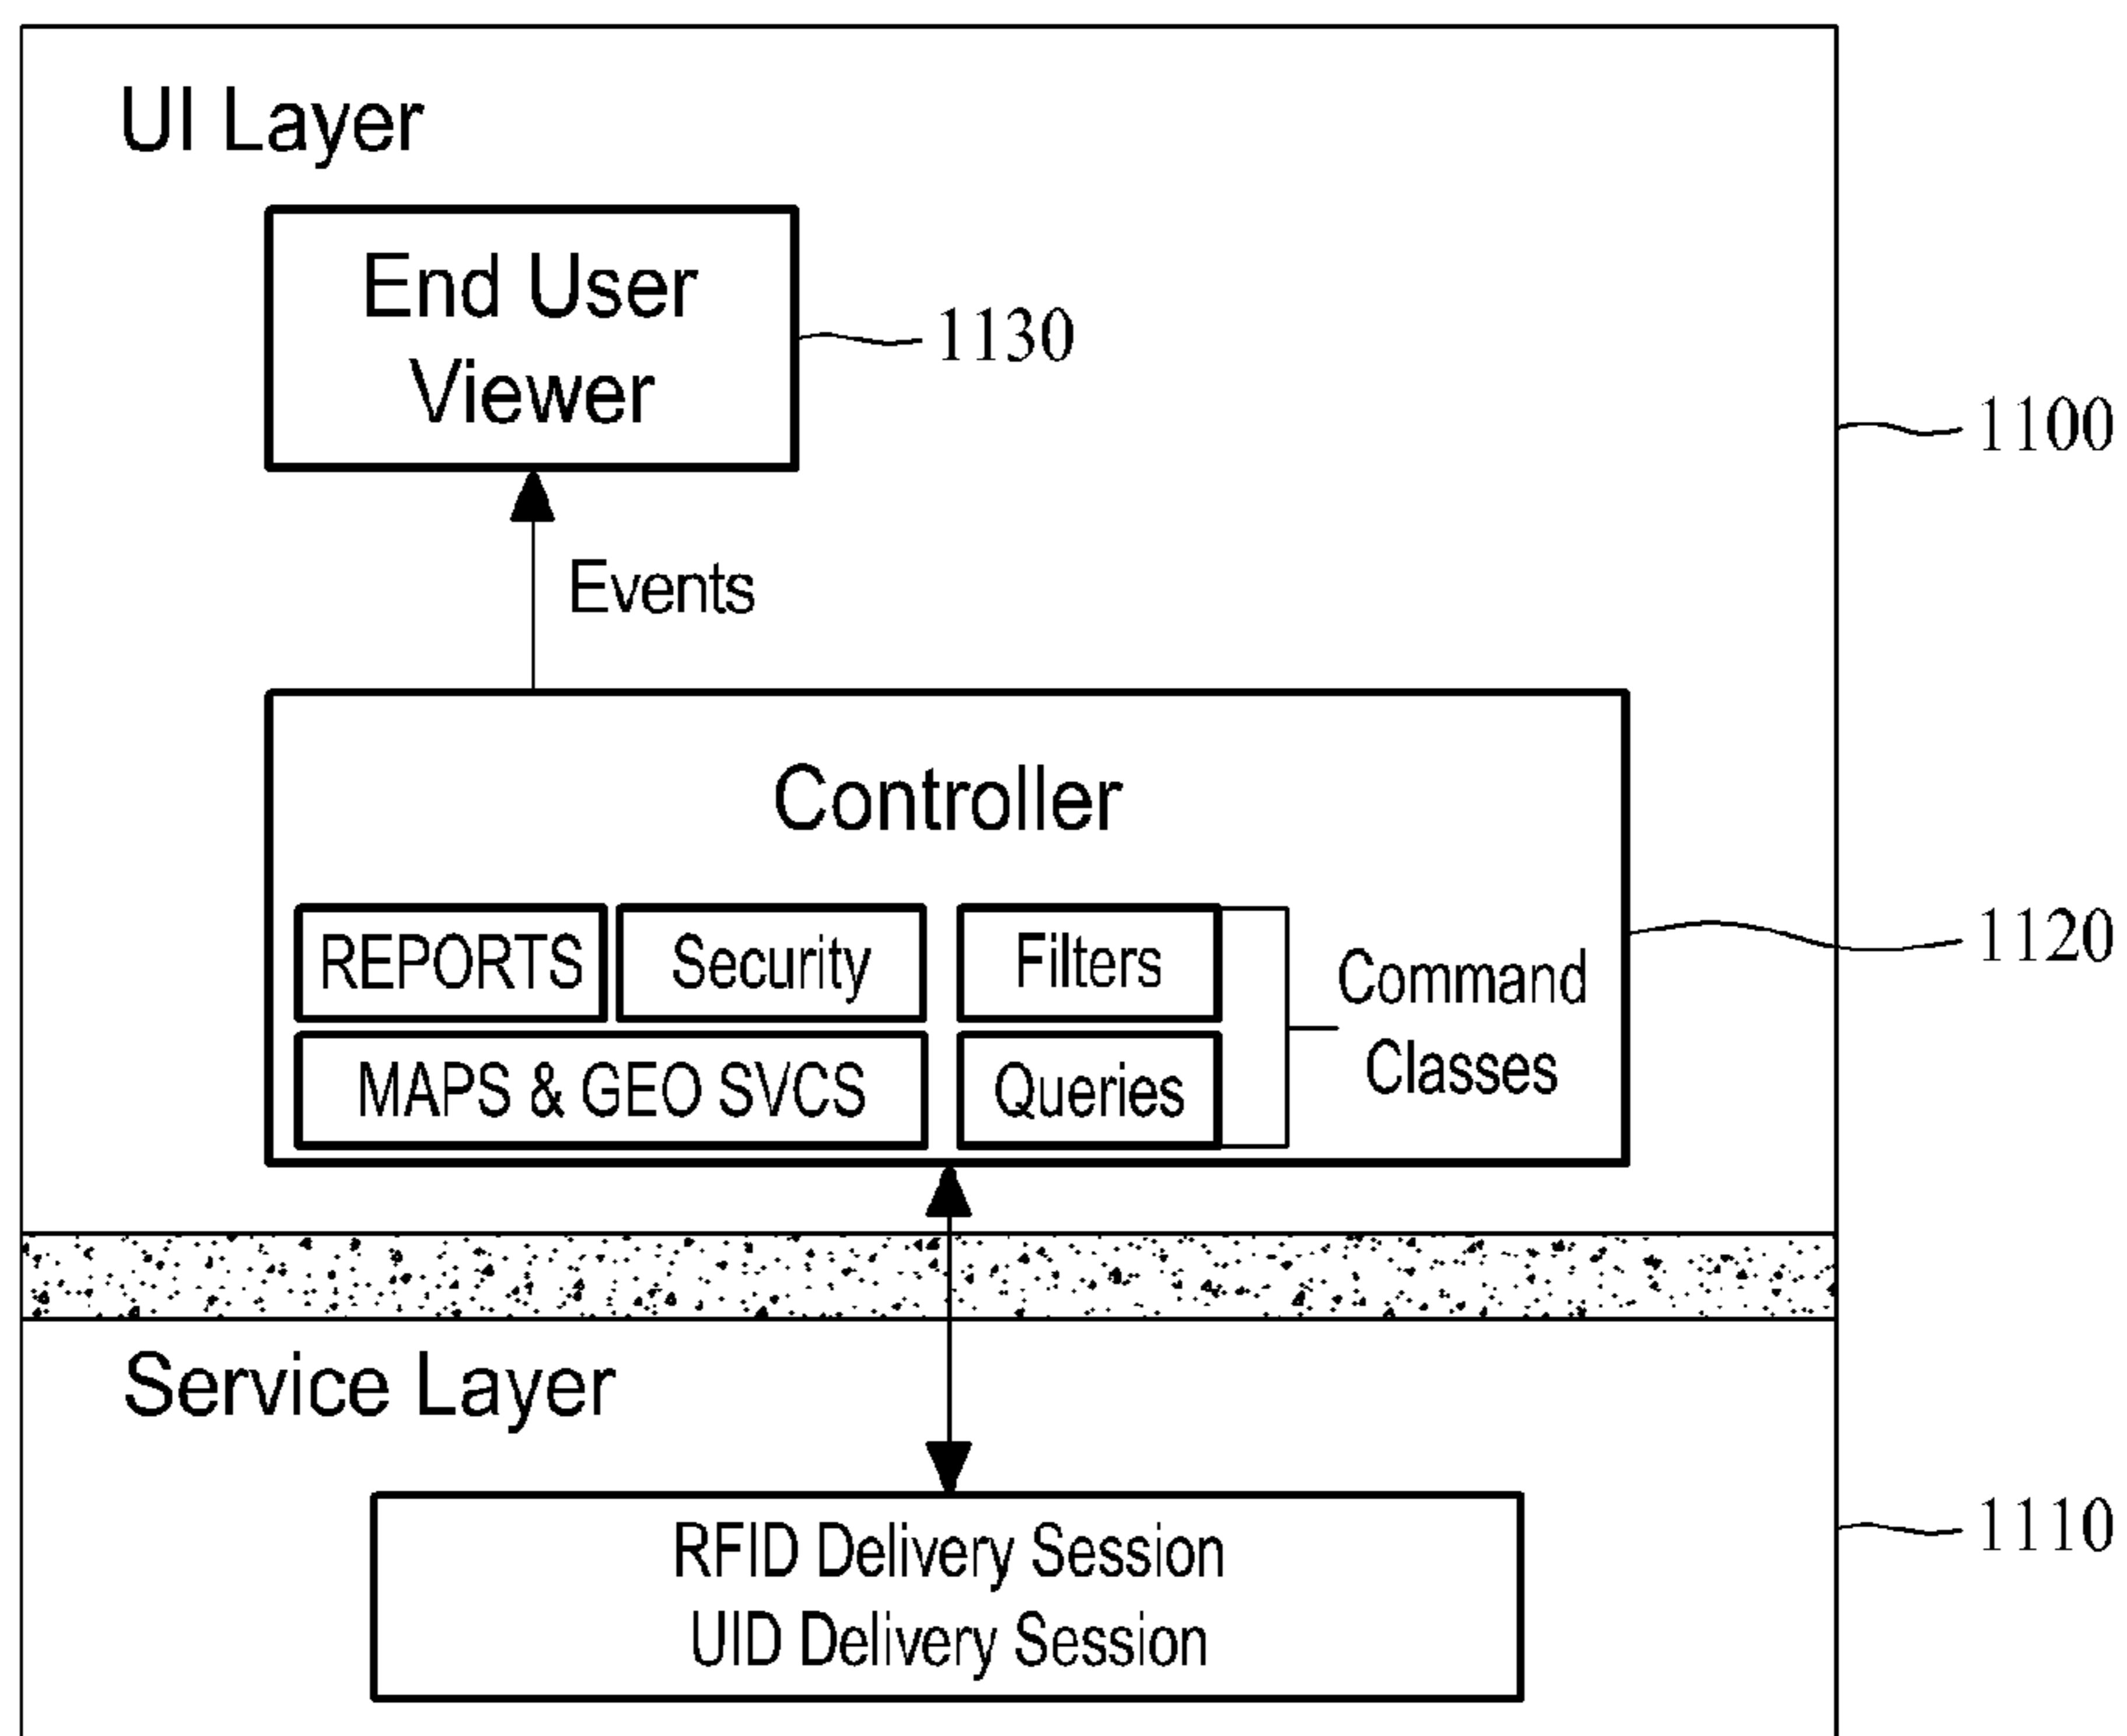 UI Layer
End User
Viewer
1130
1100
Events
Controller
REPORTS
Security
Filters
Command
Classes
1120
MAPS & GEO SVCS
Queries
Service Layer
RFID Delivery Session
UID Delivery Session
1110